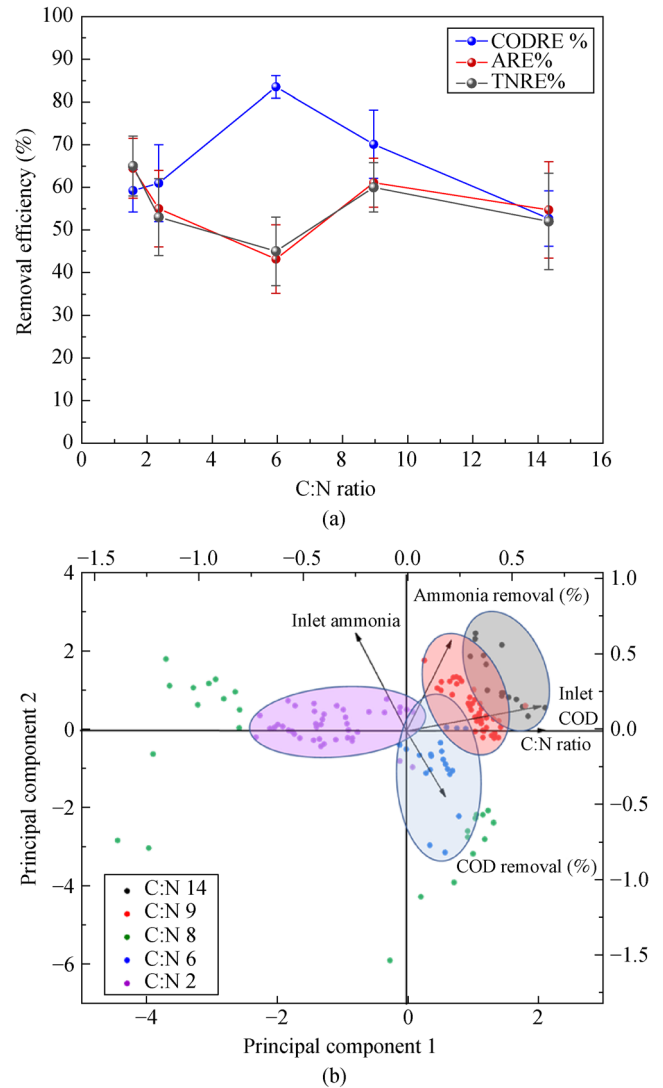 100
90
80
70
60
50
40
30
20
10
0
Removal efficiency (%)
CODRE %
ARE%
TNRE%
0 2 4 6 8 10 12 14 16
C:N ratio
(a)
−1.5 −1.0 −0.5 0.0 0.5
4
2
0
−2
−4
−6
Principal component 2
1.0
0.5
0.0
−0.5
−1.0
−1.5
Ammonia removal (%)
Inlet ammonia
Inlet
COD
C:N ratio
COD removal (%)
C:N 14
C:N 9
C:N 8
C:N 6
C:N 2
−4 −2 0 2
Principal component 1
(b)